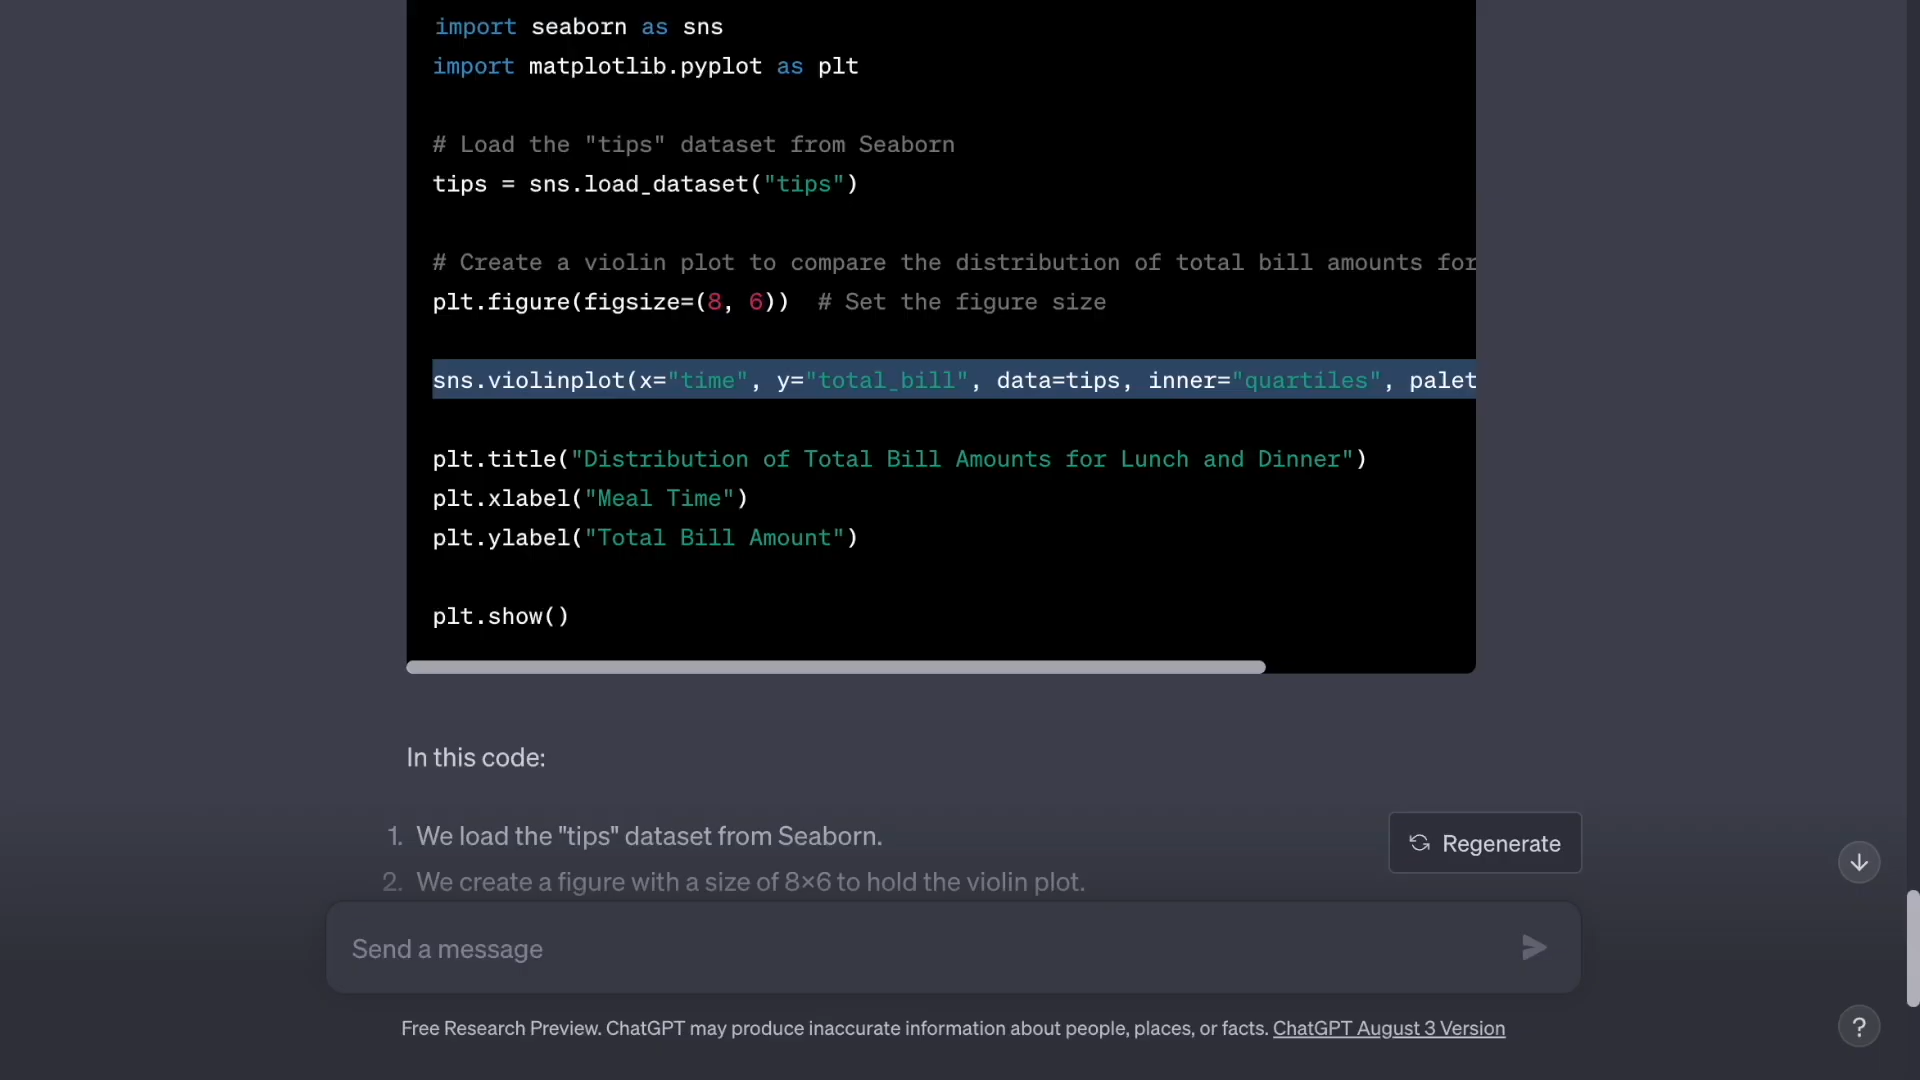 import seaborn as sns
import matplotlib.pyplot as plt
# Load the "tips" dataset from Seaborn
tips = sns.load_dataset("tips")
# Create a violin plot to compare the distribution of total bill amounts for
plt.figure(figsize=(8, 6))  # Set the figure size
sns.violinplot(x="time", y="total_bill", data=tips, inner="quartiles", palet
plt.title("Distribution of Total Bill Amounts for Lunch and Dinner")
plt.xlabel("Meal Time")
plt.ylabel("Total Bill Amount")
plt.show()
In this code:
1. We load the "tips" dataset from Seaborn.
Regenerate
2. We create a figure with a size of 8×6 to hold the violin plot.
Send a message
Free Research Preview. ChatGPT may produce inaccurate information about people, places, or facts. ChatGPT August 3 Version
?